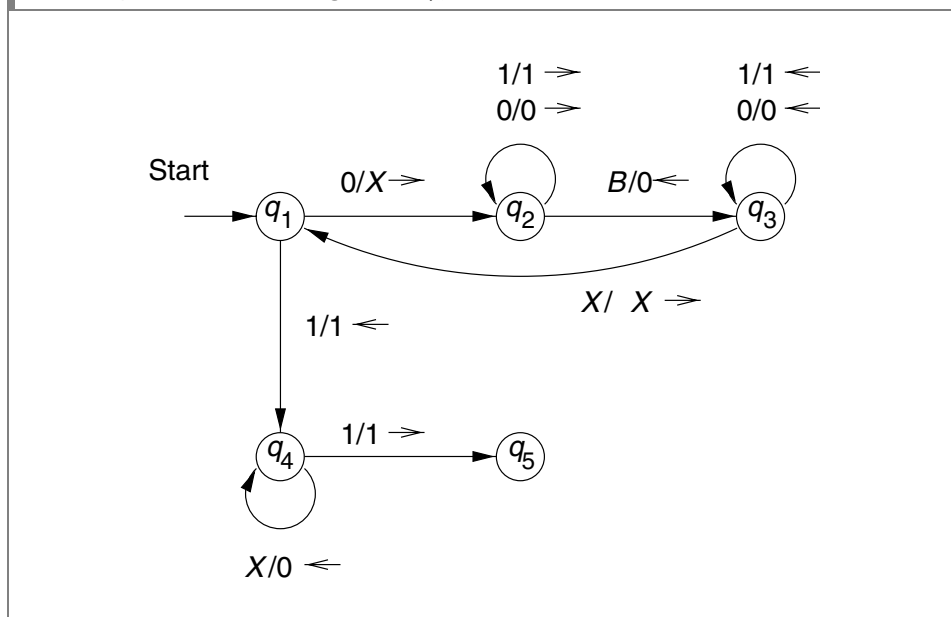 1/1 → 1/1 ←
0/0 → 0/0 ←
Start
0/X → B/0 ←
q1 q2 q3
X/ X →
1/1 ←
1/1 →
q4 q5
X/0 ←